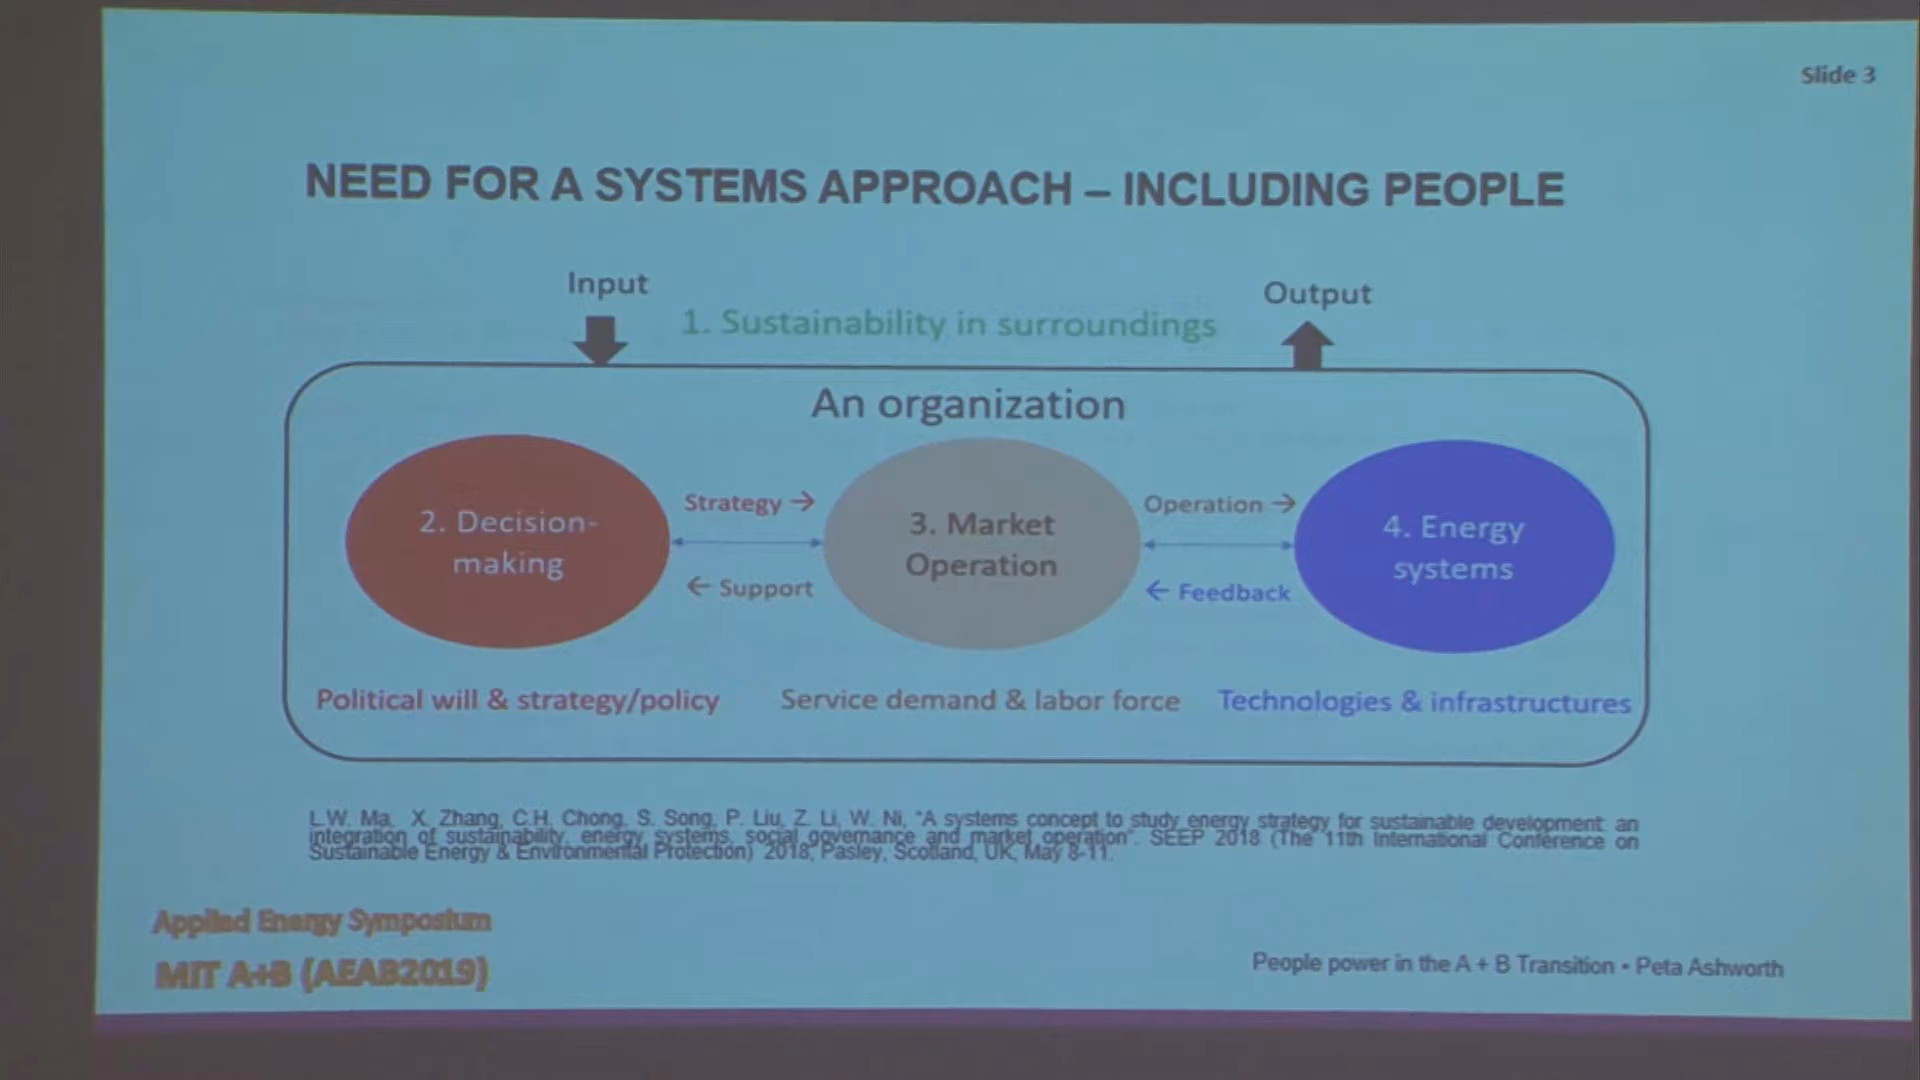 Slide 3
NEED FOR A SYSTEMS APPROACH – INCLUDING PEOPLE
Input
Output
1. Sustainability in surroundings
An organization
2. Decision-
making
Strategy →
← Support
3. Market
Operation
Operation →
← Feedback
4. Energy
systems
Political will & strategy/policy
Service demand & labor force
Technologies & infrastructures
L.W. Ma, X. Zhang, C.H. Chong, S. Song, P. Liu, Z. Li, W. Ni, "A systems concept to study energy strategy for sustainable development: an
integration of sustainability, energy systems, social governance and market operation". SEEP 2018 (The 11th International Conference on
Sustainable Energy & Environmental Protection) 2018, Pasley, Scotland, UK, May 8-11.
Applied Energy Symposium
MIT A+B (AEAB2019)
People power in the A + B Transition • Peta Ashworth